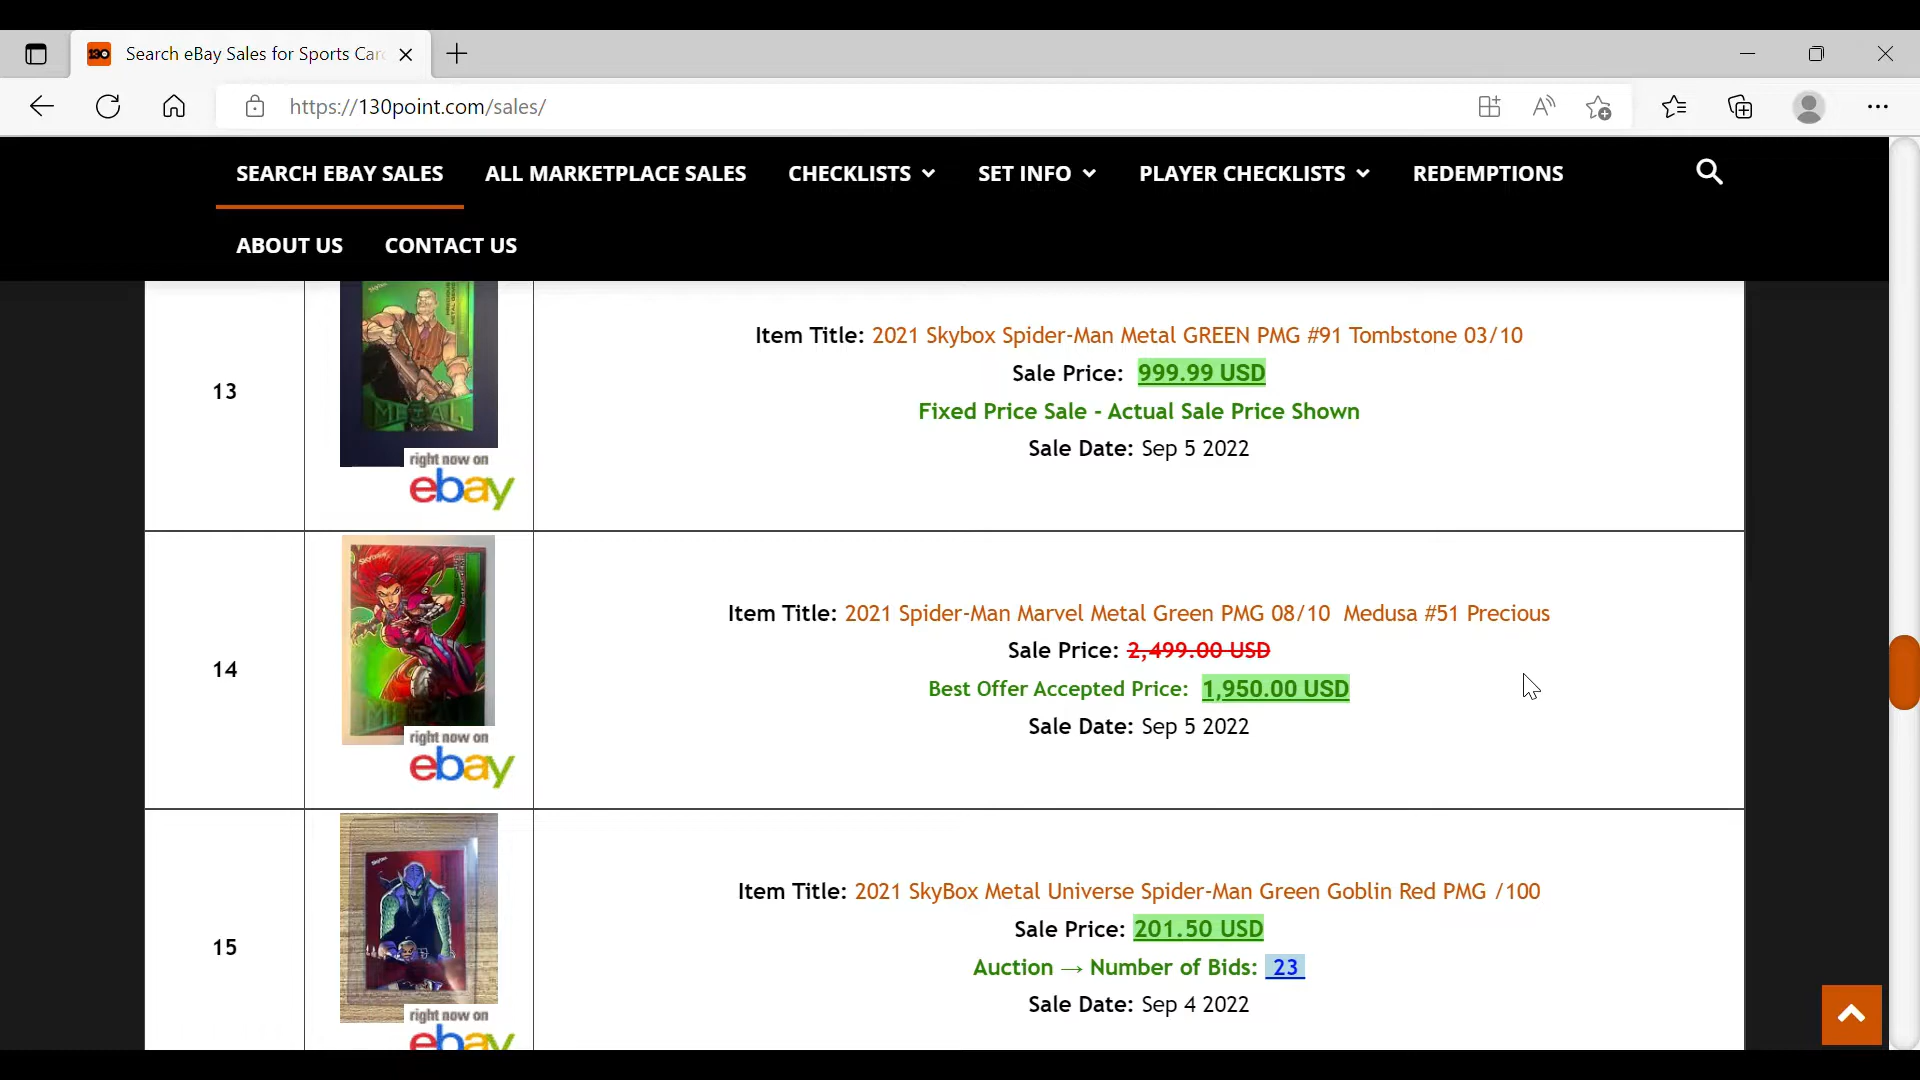 Search eBay Sales for Sports Car
https://130point.com/sales/
SEARCH EBAY SALES
ALL MARKETPLACE SALES
CHECKLISTS
SET INFO
PLAYER CHECKLISTS
REDEMPTIONS
ABOUT US
CONTACT US
13
METAL
right now on
ebay
Item Title: 2021 Skybox Spider-Man Metal GREEN PMG #91 Tombstone 03/10
Sale Price: 999.99 USD
Fixed Price Sale - Actual Sale Price Shown
Sale Date: Sep 5 2022
14
right now on
ebay
Item Title: 2021 Spider-Man Marvel Metal Green PMG 08/10 Medusa #51 Precious
Sale Price: 2,499.00 USD
Best Offer Accepted Price: 1,950.00 USD
Sale Date: Sep 5 2022
15
right now on
ebay
Item Title: 2021 SkyBox Metal Universe Spider-Man Green Goblin Red PMG /100
Sale Price: 201.50 USD
Auction → Number of Bids: 23
Sale Date: Sep 4 2022